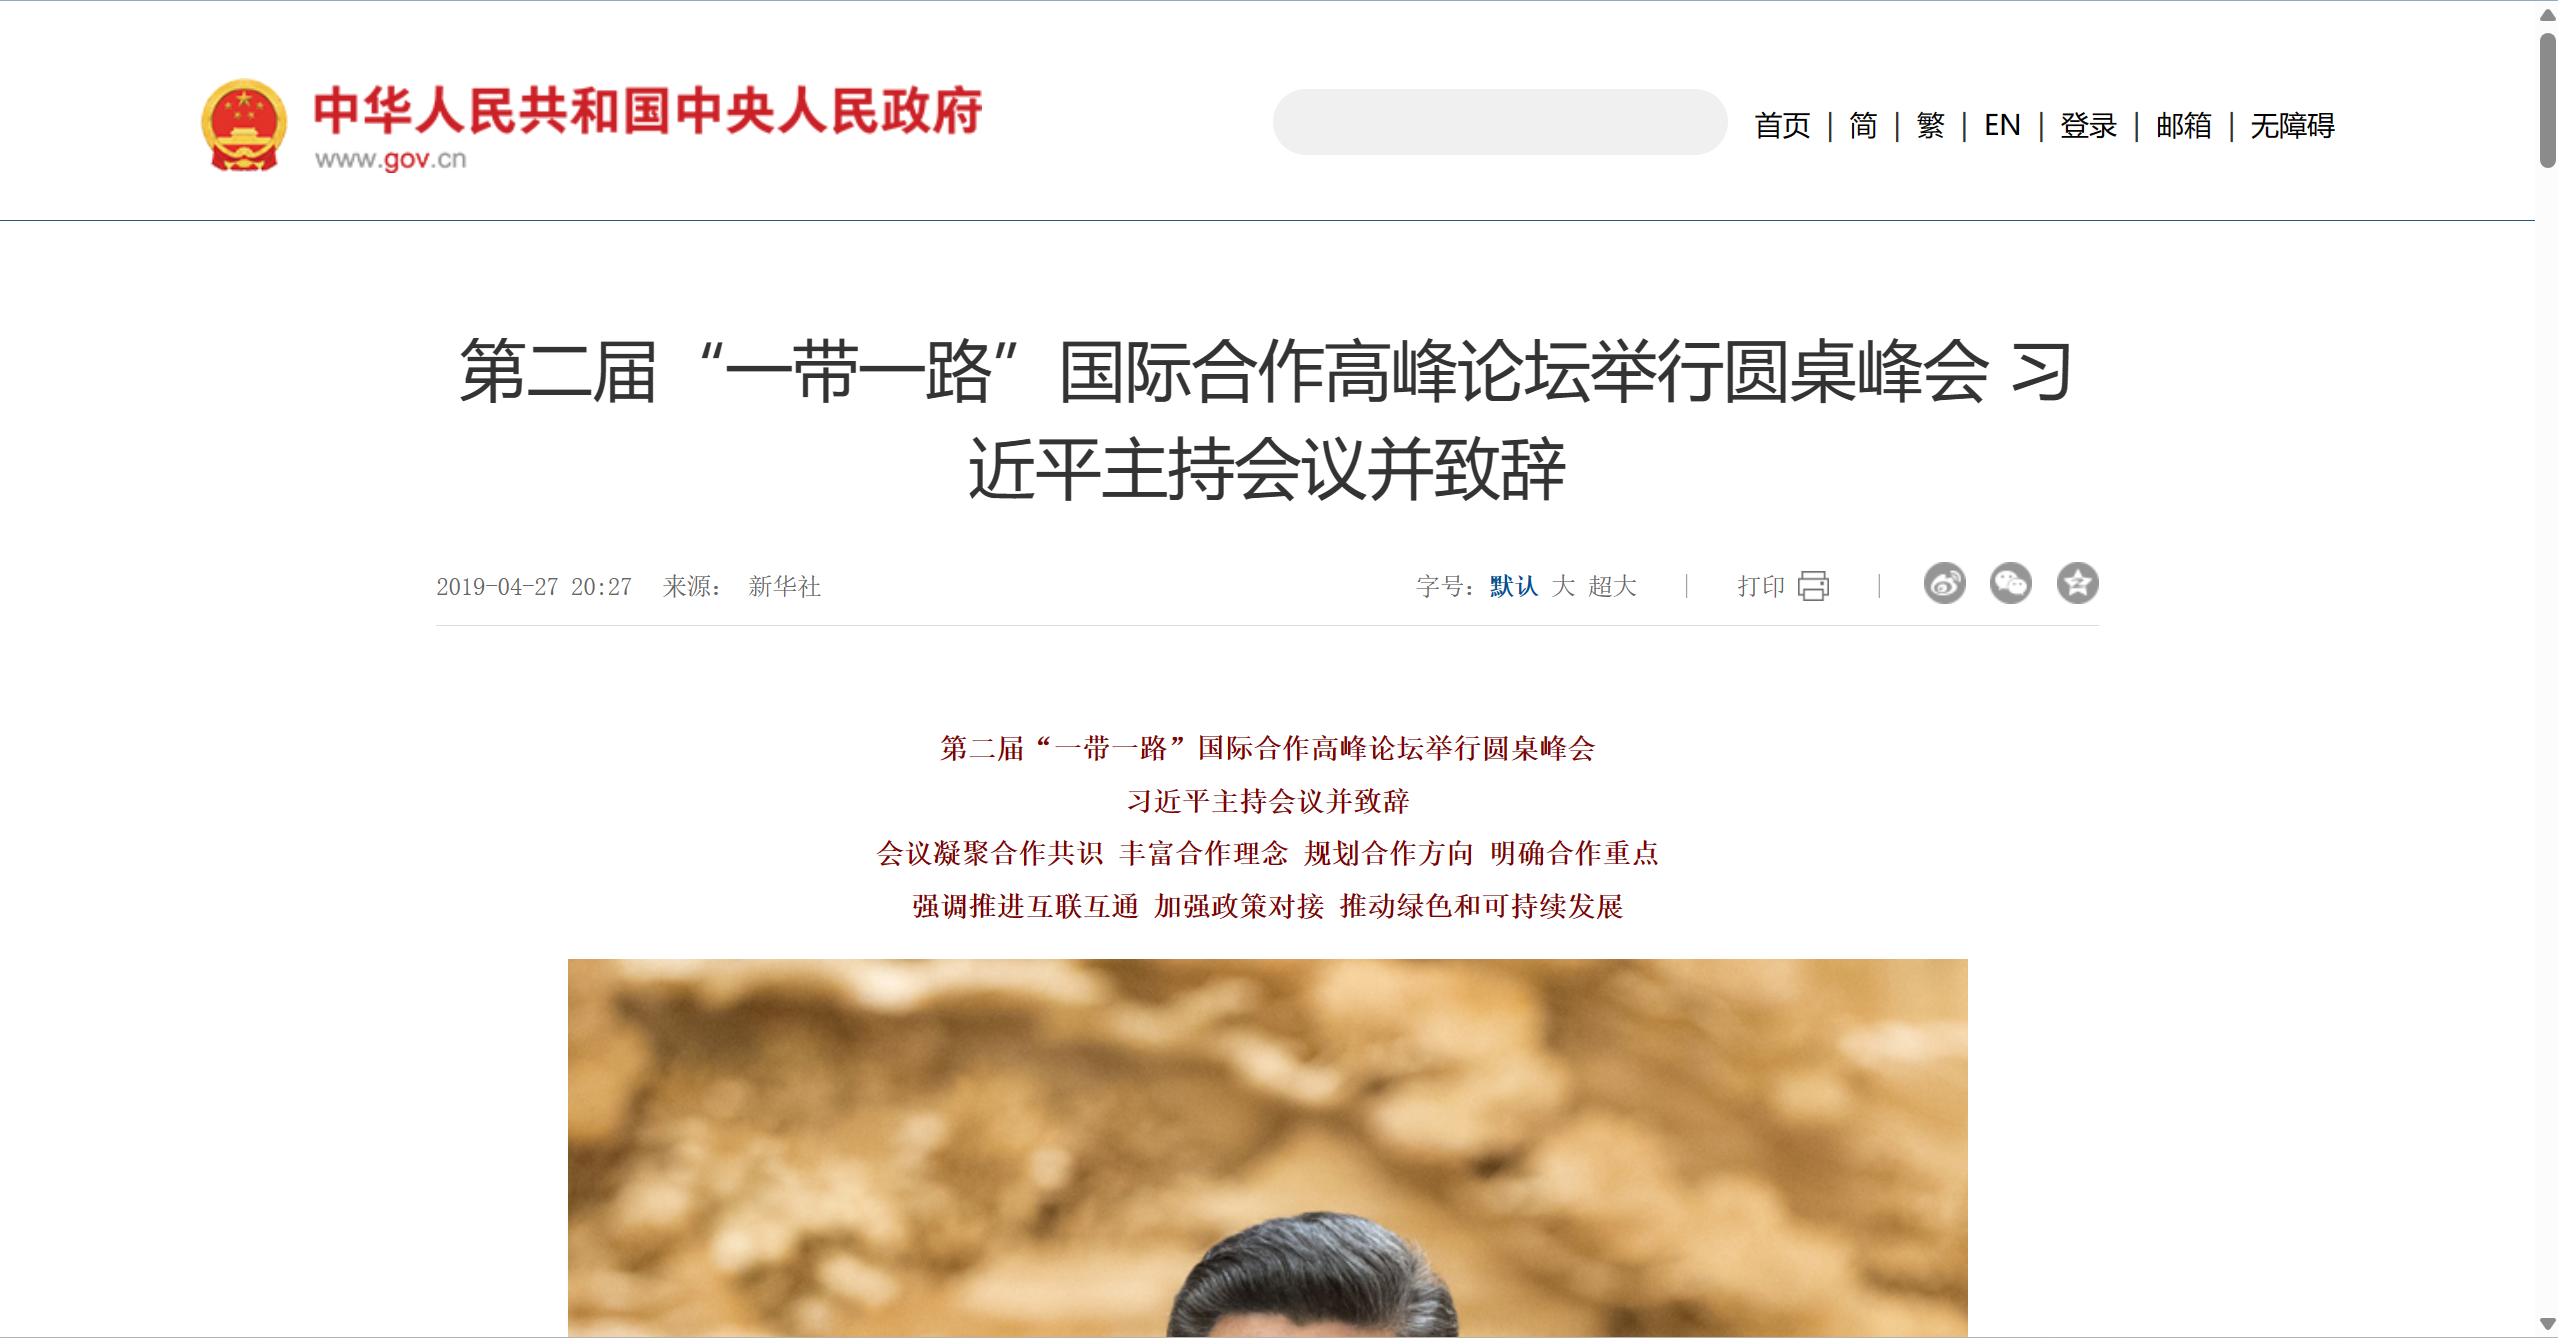 中华人民共和国中央人民政府
www.gov.cn
首页 | 简 | 繁 | EN | 登录 | 邮箱 | 无障碍
第二届“一带一路”国际合作高峰论坛举行圆桌峰会 习
近平主持会议并致辞
2019-04-27 20:27 来源： 新华社
字号：默认 大 超大 | 打印 |
第二届“一带一路”国际合作高峰论坛举行圆桌峰会
习近平主持会议并致辞
会议凝聚合作共识 丰富合作理念 规划合作方向 明确合作重点
强调推进互联互通 加强政策对接 推动绿色和可持续发展